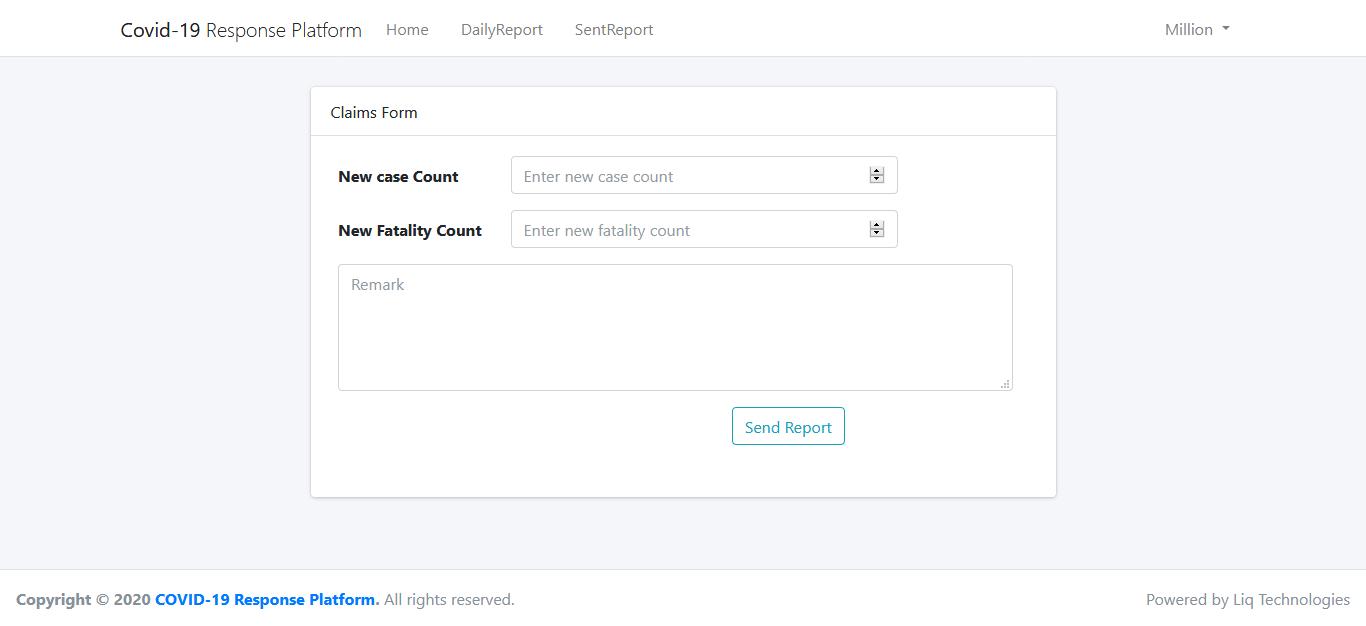 Covid-19 Response Platform Home DailyReport SentReport Million
Claims Form
New case Count Enter new case count
New Fatality Count Enter new fatality count
Remark
Send Report
Copyright © 2020 COVID-19 Response Platform. All rights reserved. Powered by Liq Technologies